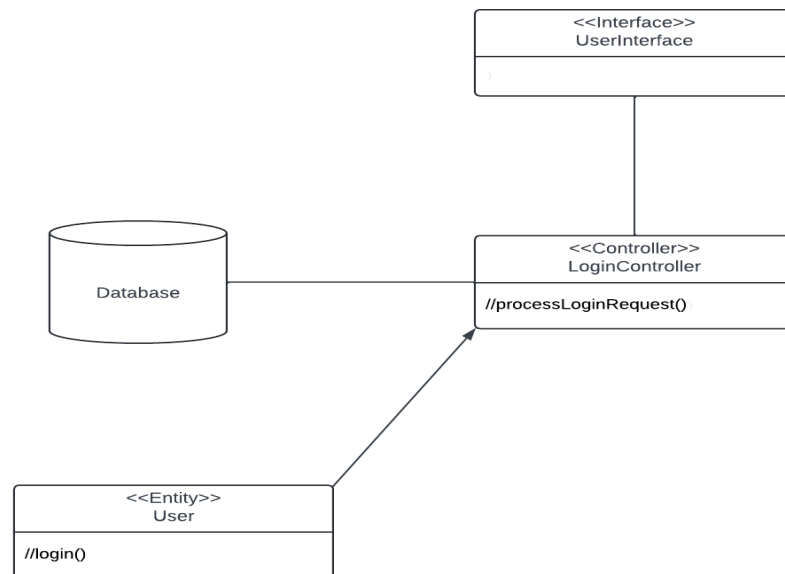 <<Interface>>
UserInterface
Database
<<Controller>>
LoginController
//processLoginRequest()
<<Entity>>
User
//login()